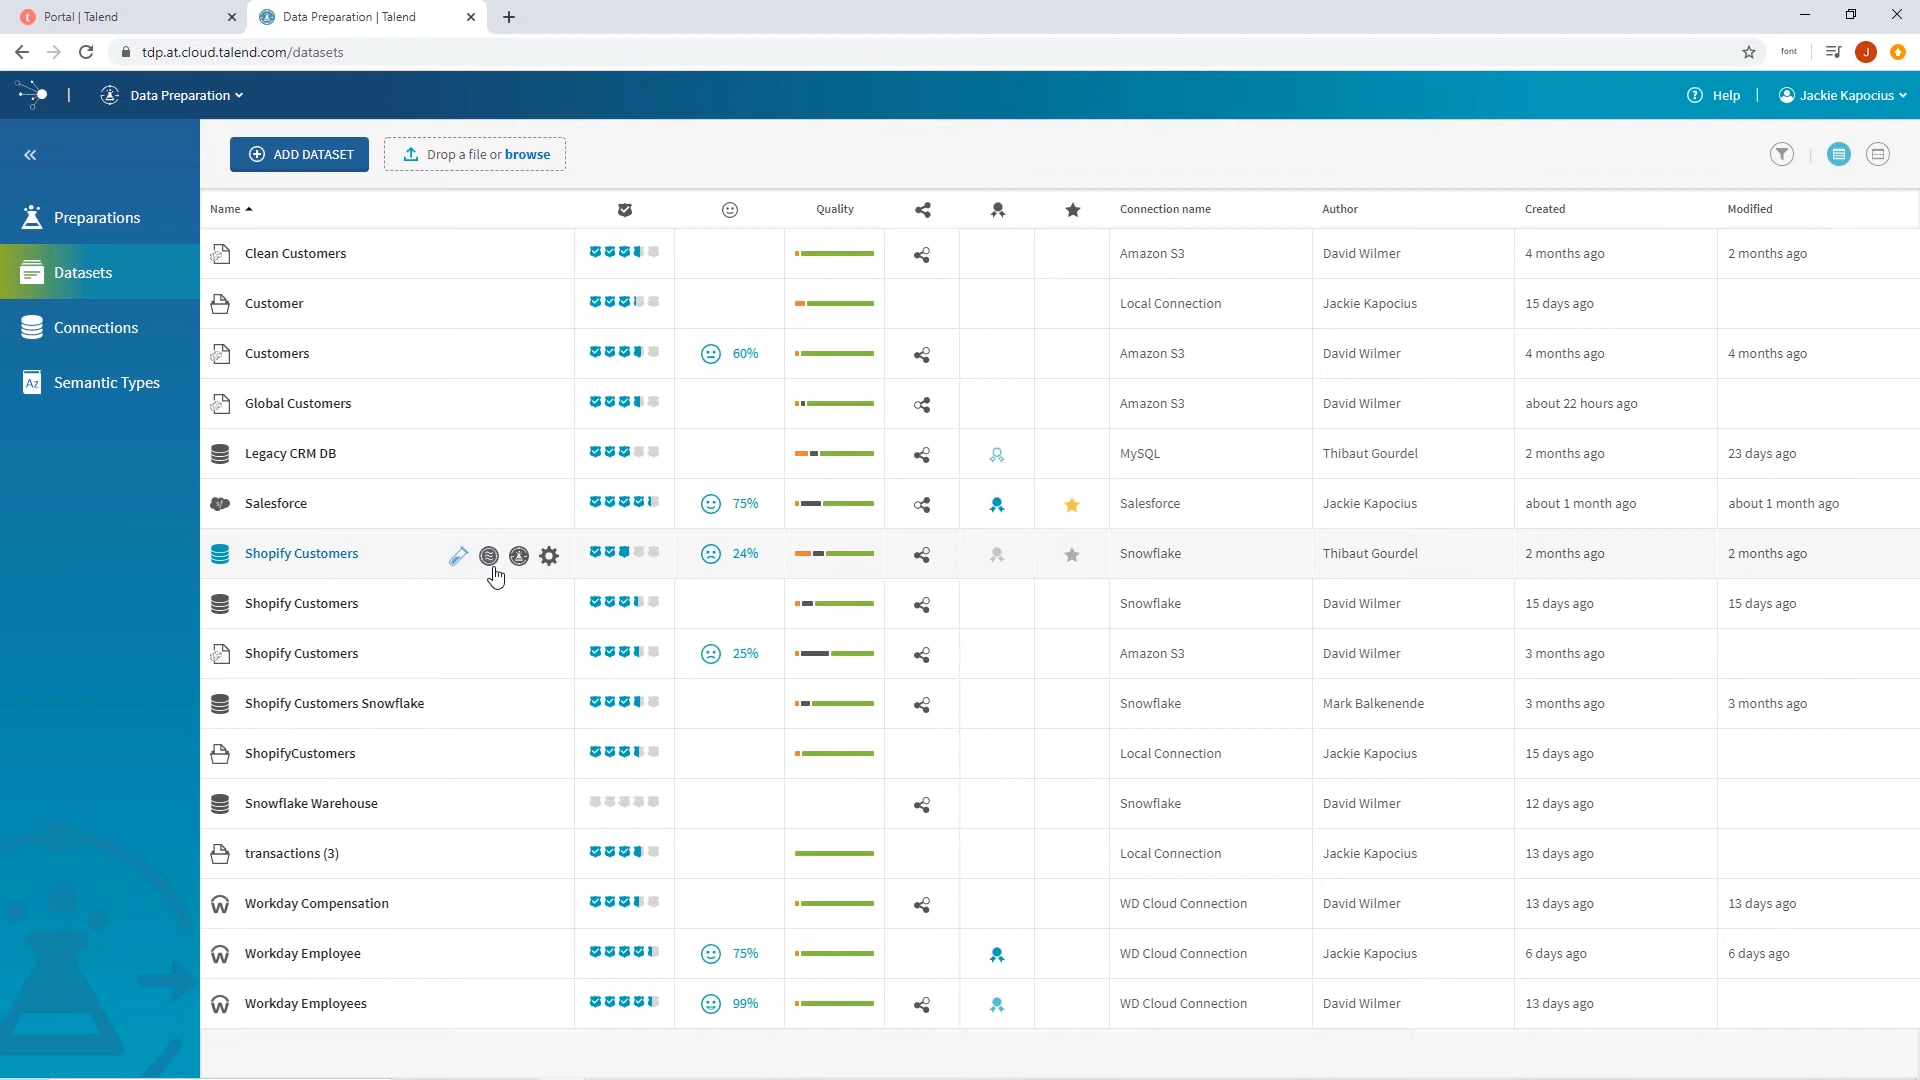 Portal | Talend
Data Preparation | Talend
tdp.at.cloud.talend.com/datasets
font
J
Data Preparation
Help
Jackie Kapocius
ADD DATASET
Drop a file or browse
Preparations
Datasets
Connections
Semantic Types
Name Quality Connection name Author Created Modified
Clean Customers Amazon S3 David Wilmer 4 months ago 2 months ago
Customer Local Connection Jackie Kapocius 15 days ago
Customers 60% Amazon S3 David Wilmer 4 months ago 4 months ago
Global Customers Amazon S3 David Wilmer about 22 hours ago
Legacy CRM DB MySQL Thibaut Gourdel 2 months ago 23 days ago
Salesforce 75% Salesforce Jackie Kapocius about 1 month ago about 1 month ago
Shopify Customers 24% Snowflake Thibaut Gourdel 2 months ago 2 months ago
Shopify Customers Snowflake David Wilmer 15 days ago 15 days ago
Shopify Customers 25% Amazon S3 David Wilmer 3 months ago
Shopify Customers Snowflake Snowflake Mark Balkenende 3 months ago 3 months ago
ShopifyCustomers Local Connection Jackie Kapocius 15 days ago
Snowflake Warehouse Snowflake David Wilmer 12 days ago
transactions (3) Local Connection Jackie Kapocius 13 days ago
Workday Compensation WD Cloud Connection David Wilmer 13 days ago 13 days ago
Workday Employee 75% WD Cloud Connection Jackie Kapocius 6 days ago 6 days ago
Workday Employees 99% WD Cloud Connection David Wilmer 13 days ago